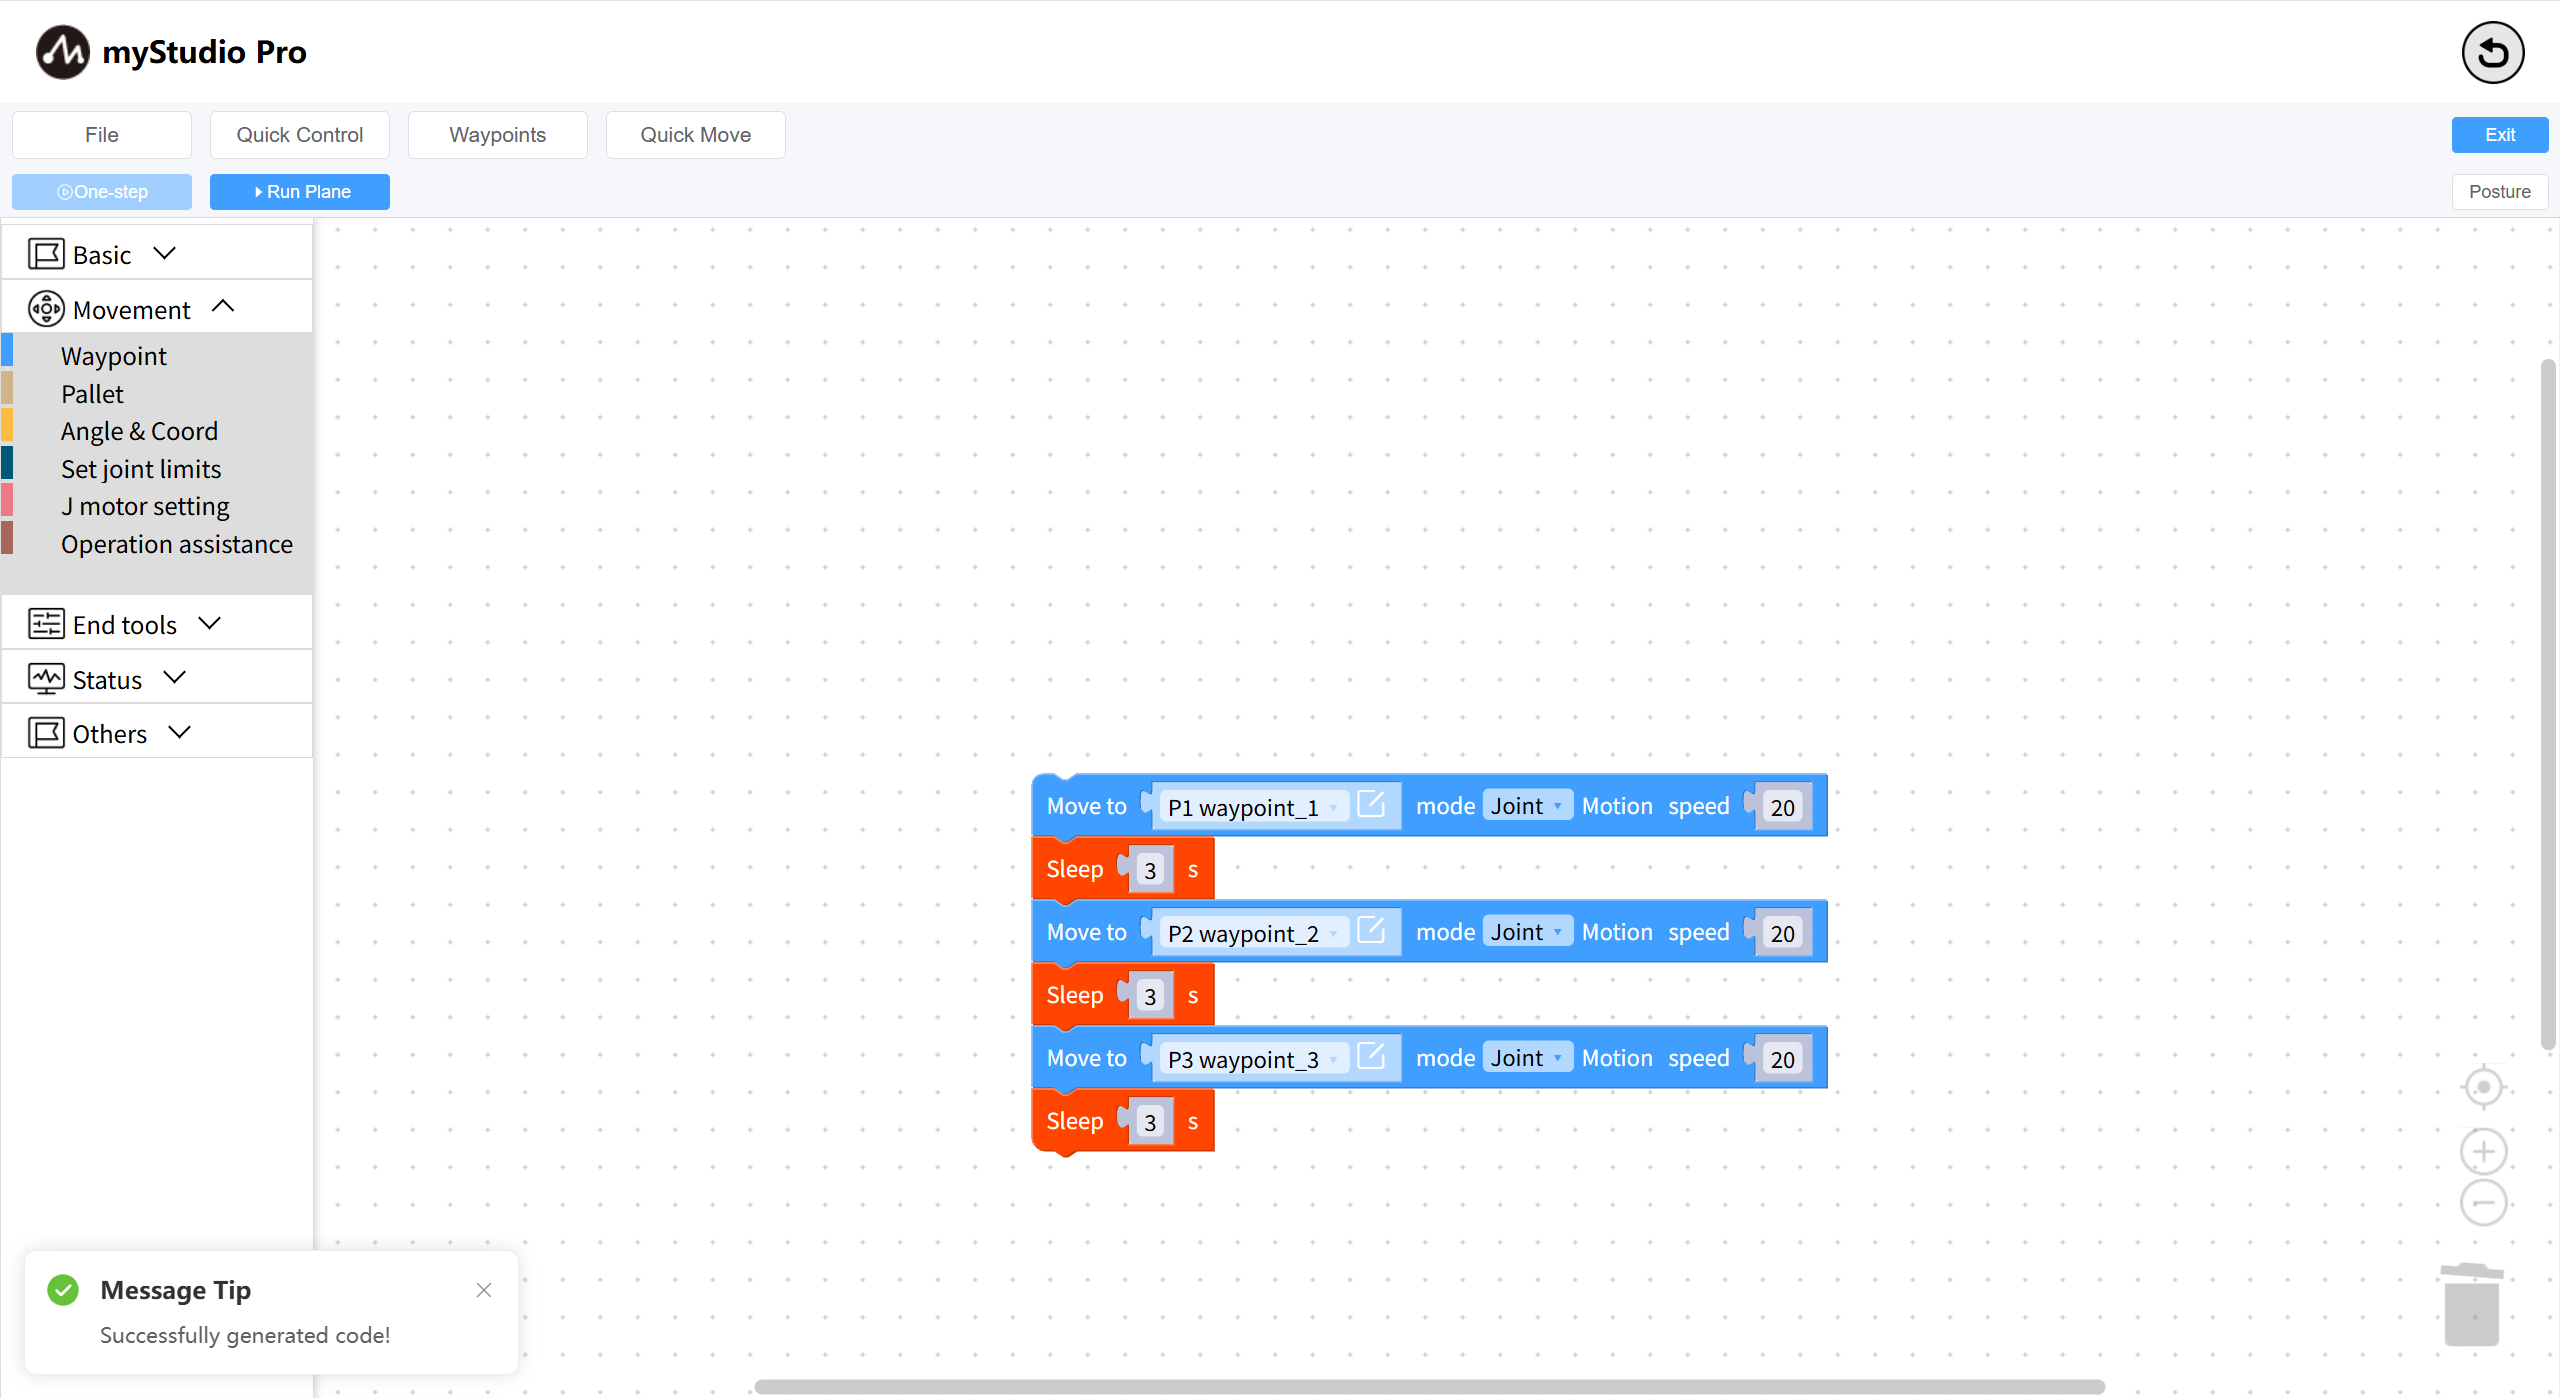 myStudio Pro
File
Quick Control
Waypoints
Quick Move
Exit
One-step
Run Plane
Posture
Basic
Movement
Waypoint
Pallet
Angle & Coord
Set joint limits
J motor setting
Operation assistance
End tools
Status
Others
Move to P1 waypoint_1 mode Joint Motion speed 20
Sleep 3 s
Move to P2 waypoint_2 mode Joint Motion speed 20
Sleep 3 s
Move to P3 waypoint_3 mode Joint Motion speed 20
Sleep 3 s
Message Tip
Successfully generated code!